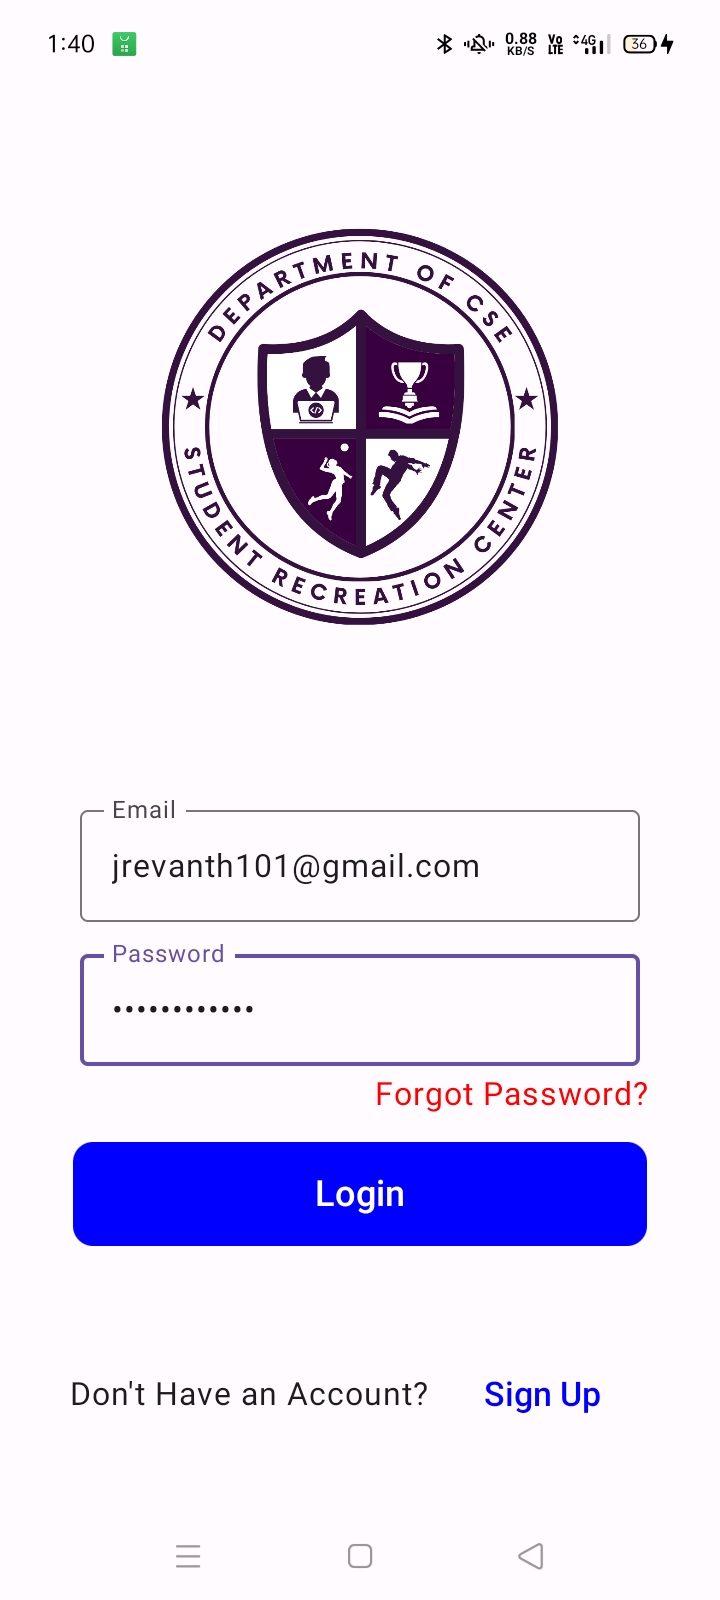 1:40
0.88
KB/S
Vo
LTE
4G
36
DEPARTMENT OF CSE
</>
STUDENT RECREATION CENTER
Email
jrevanth101@gmail.com
Password
••••••••••••
Forgot Password?
Login
Don't Have an Account? Sign Up